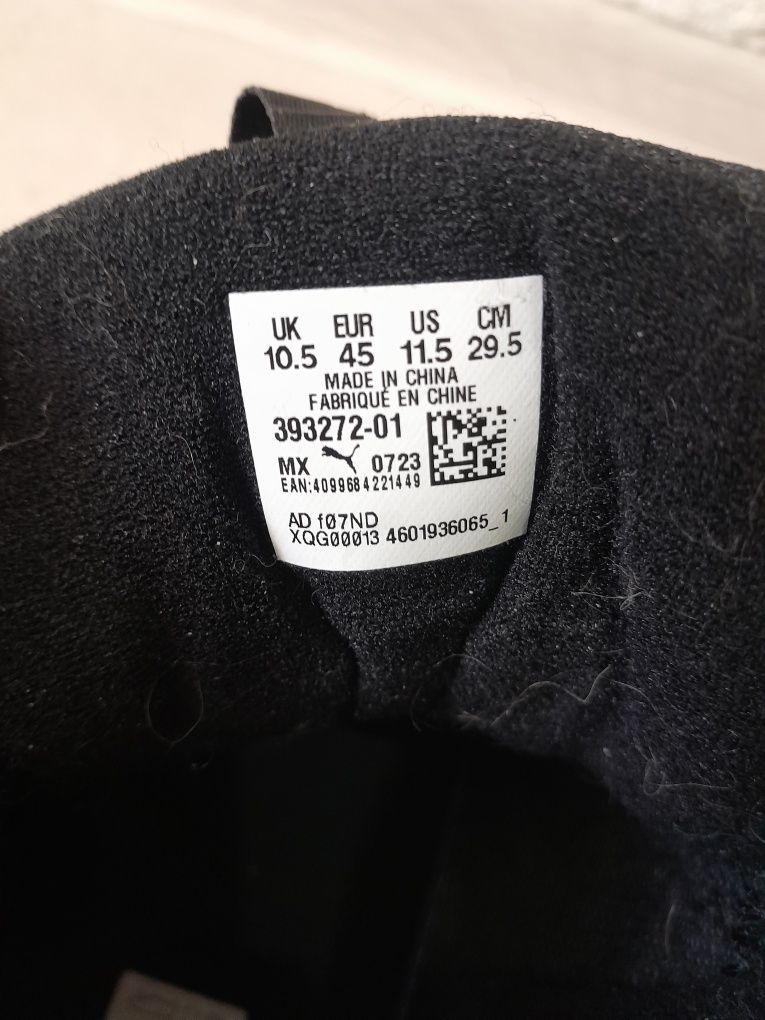 UK EUR US CM
10.5 45 11.5 29.5
MADE IN CHINA
FABRIQUÉ EN CHINE
393272-01
MX 0723
EAN:4099684221449
AD f07ND
XQG00013 4601936065_1